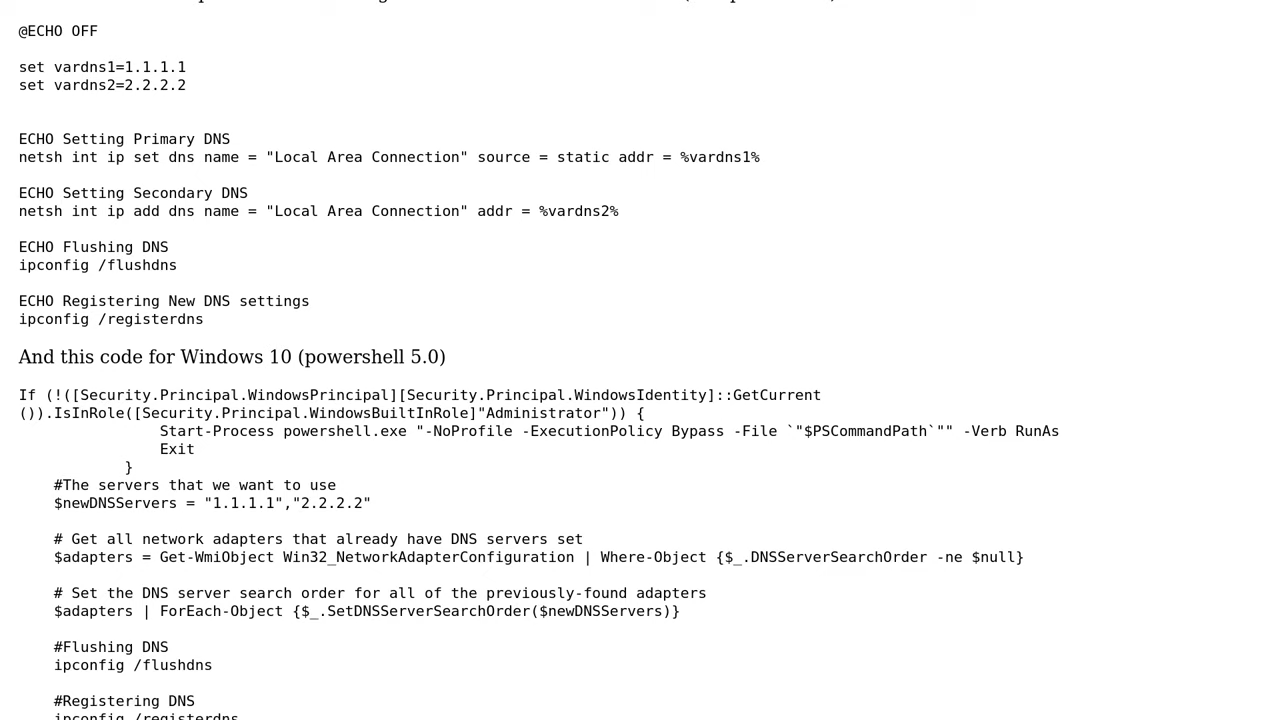 @ECHO OFF
set vardns1=1.1.1.1
set vardns2=2.2.2.2
ECHO Setting Primary DNS
netsh int ip set dns name = "Local Area Connection" source = static addr = %vardns1%
ECHO Setting Secondary DNS
netsh int ip add dns name = "Local Area Connection" addr = %vardns2%
ECHO Flushing DNS
ipconfig /flushdns
ECHO Registering New DNS settings
ipconfig /registerdns
And this code for Windows 10 (powershell 5.0)
If (!([Security.Principal.WindowsPrincipal][Security.Principal.WindowsIdentity]::GetCurrent
()).IsInRole([Security.Principal.WindowsBuiltInRole]"Administrator")) {
                Start-Process powershell.exe "-NoProfile -ExecutionPolicy Bypass -File `"$PSCommandPath`"" -Verb RunAs
                Exit
            }
    #The servers that we want to use
    $newDNSServers = "1.1.1.1","2.2.2.2"
    # Get all network adapters that already have DNS servers set
    $adapters = Get-WmiObject Win32_NetworkAdapterConfiguration | Where-Object {$_.DNSServerSearchOrder -ne $null}
    # Set the DNS server search order for all of the previously-found adapters
    $adapters | ForEach-Object {$_.SetDNSServerSearchOrder($newDNSServers)}
    #Flushing DNS
    ipconfig /flushdns
    #Registering DNS
    ipconfig /registerdns